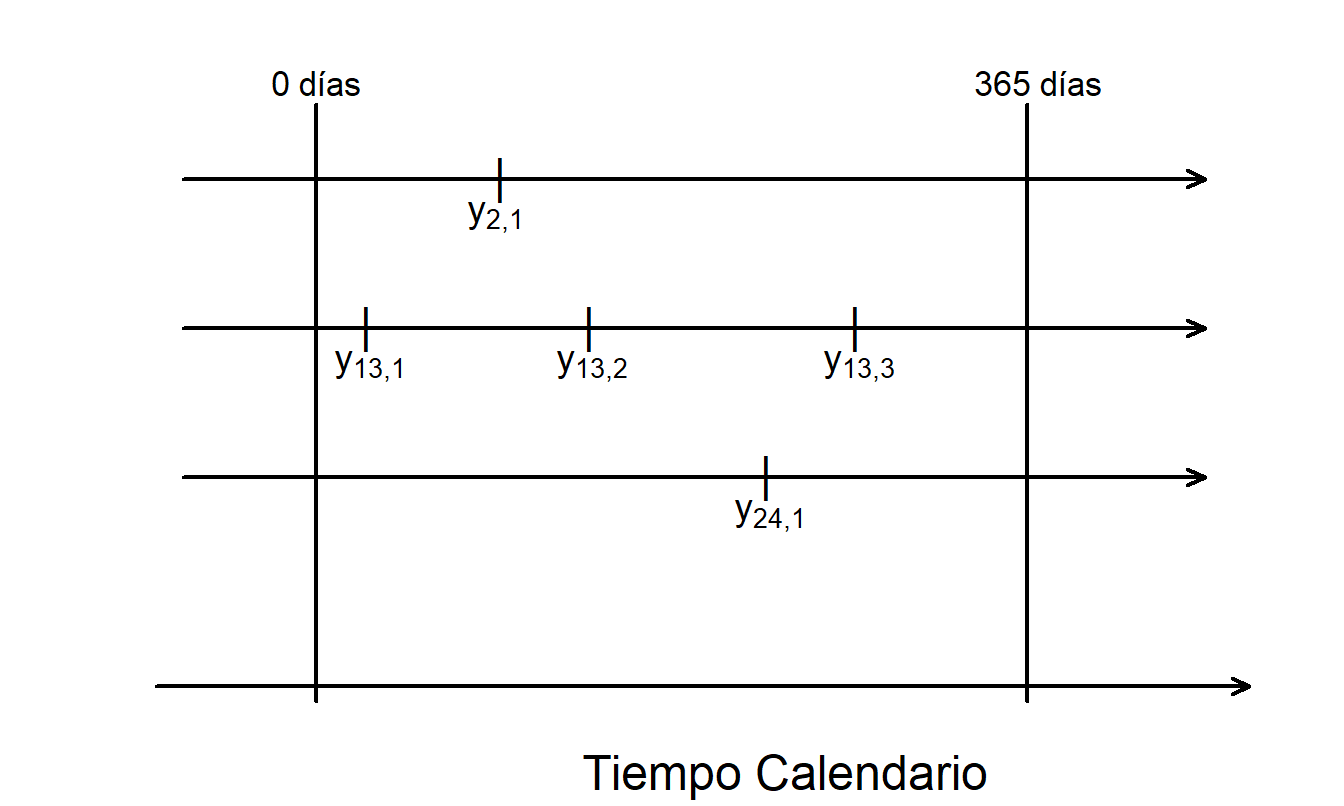 0 días 365 días
y2,1
y13,1 y13,2 y13,3
y24,1
Tiempo Calendario